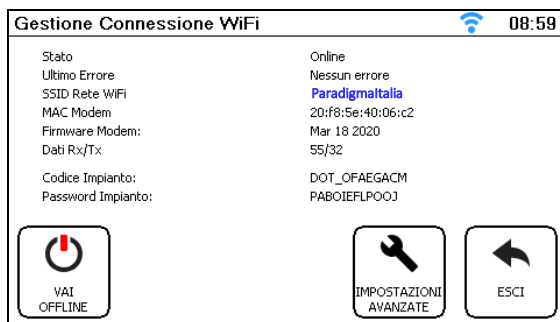 Gestione Connessione WiFi 08:59
Stato Online
Ultimo Errore Nessun errore
SSID Rete WiFi ParadigmaItalia
MAC Modem 20:f8:5e:40:06:c2
Firmware Modem: Mar 18 2020
Dati Rx/Tx 55/32
Codice Impianto: DOT_OFAEGACM
Password Impianto: PABOIEFLPOOJ
VAI
OFFLINE
IMPOSTAZIONI
AVANZATE
ESCI